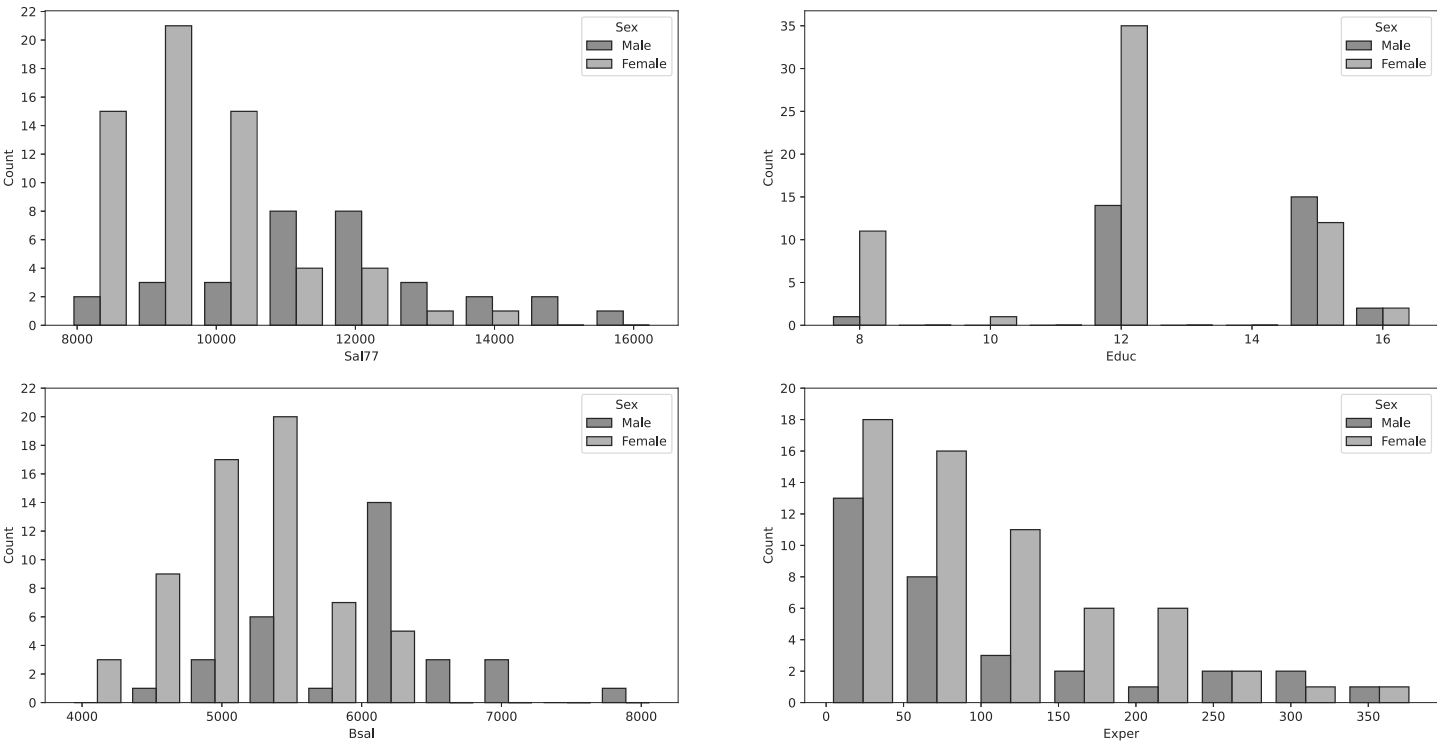 22
20
18
16
14
12
10
8
6
4
2
0
Count
Sex
Male
Female
8000 10000 12000 14000 16000
Sal77
35
30
25
20
15
10
5
0
Count
Sex
Male
Female
8 10 12 14 16
Educ
22
20
18
16
14
12
10
8
6
4
2
0
Count
Sex
Male
Female
4000 5000 6000 7000 8000
Bsal
20
18
16
14
12
10
8
6
4
2
0
Count
Sex
Male
Female
0 50 100 150 200 250 300 350
Exper